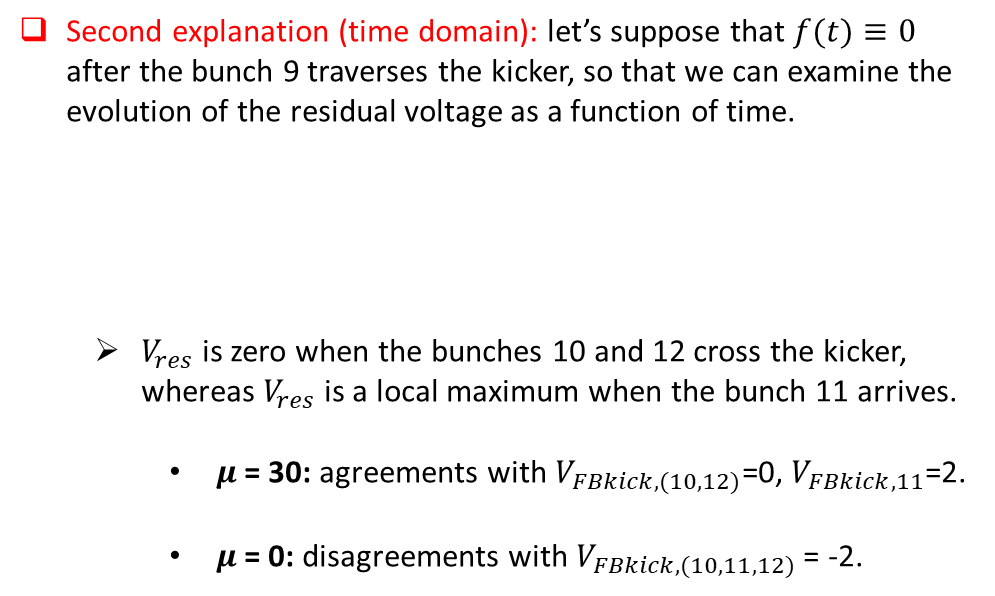 ❑ Second explanation (time domain): let’s suppose that f(t) ≡ 0
after the bunch 9 traverses the kicker, so that we can examine the
evolution of the residual voltage as a function of time.
➢ V_res is zero when the bunches 10 and 12 cross the kicker,
whereas V_res is a local maximum when the bunch 11 arrives.
• μ = 30: agreements with V_FBkick,(10,12)=0, V_FBkick,11=2.
• μ = 0: disagreements with V_FBkick,(10,11,12) = -2.